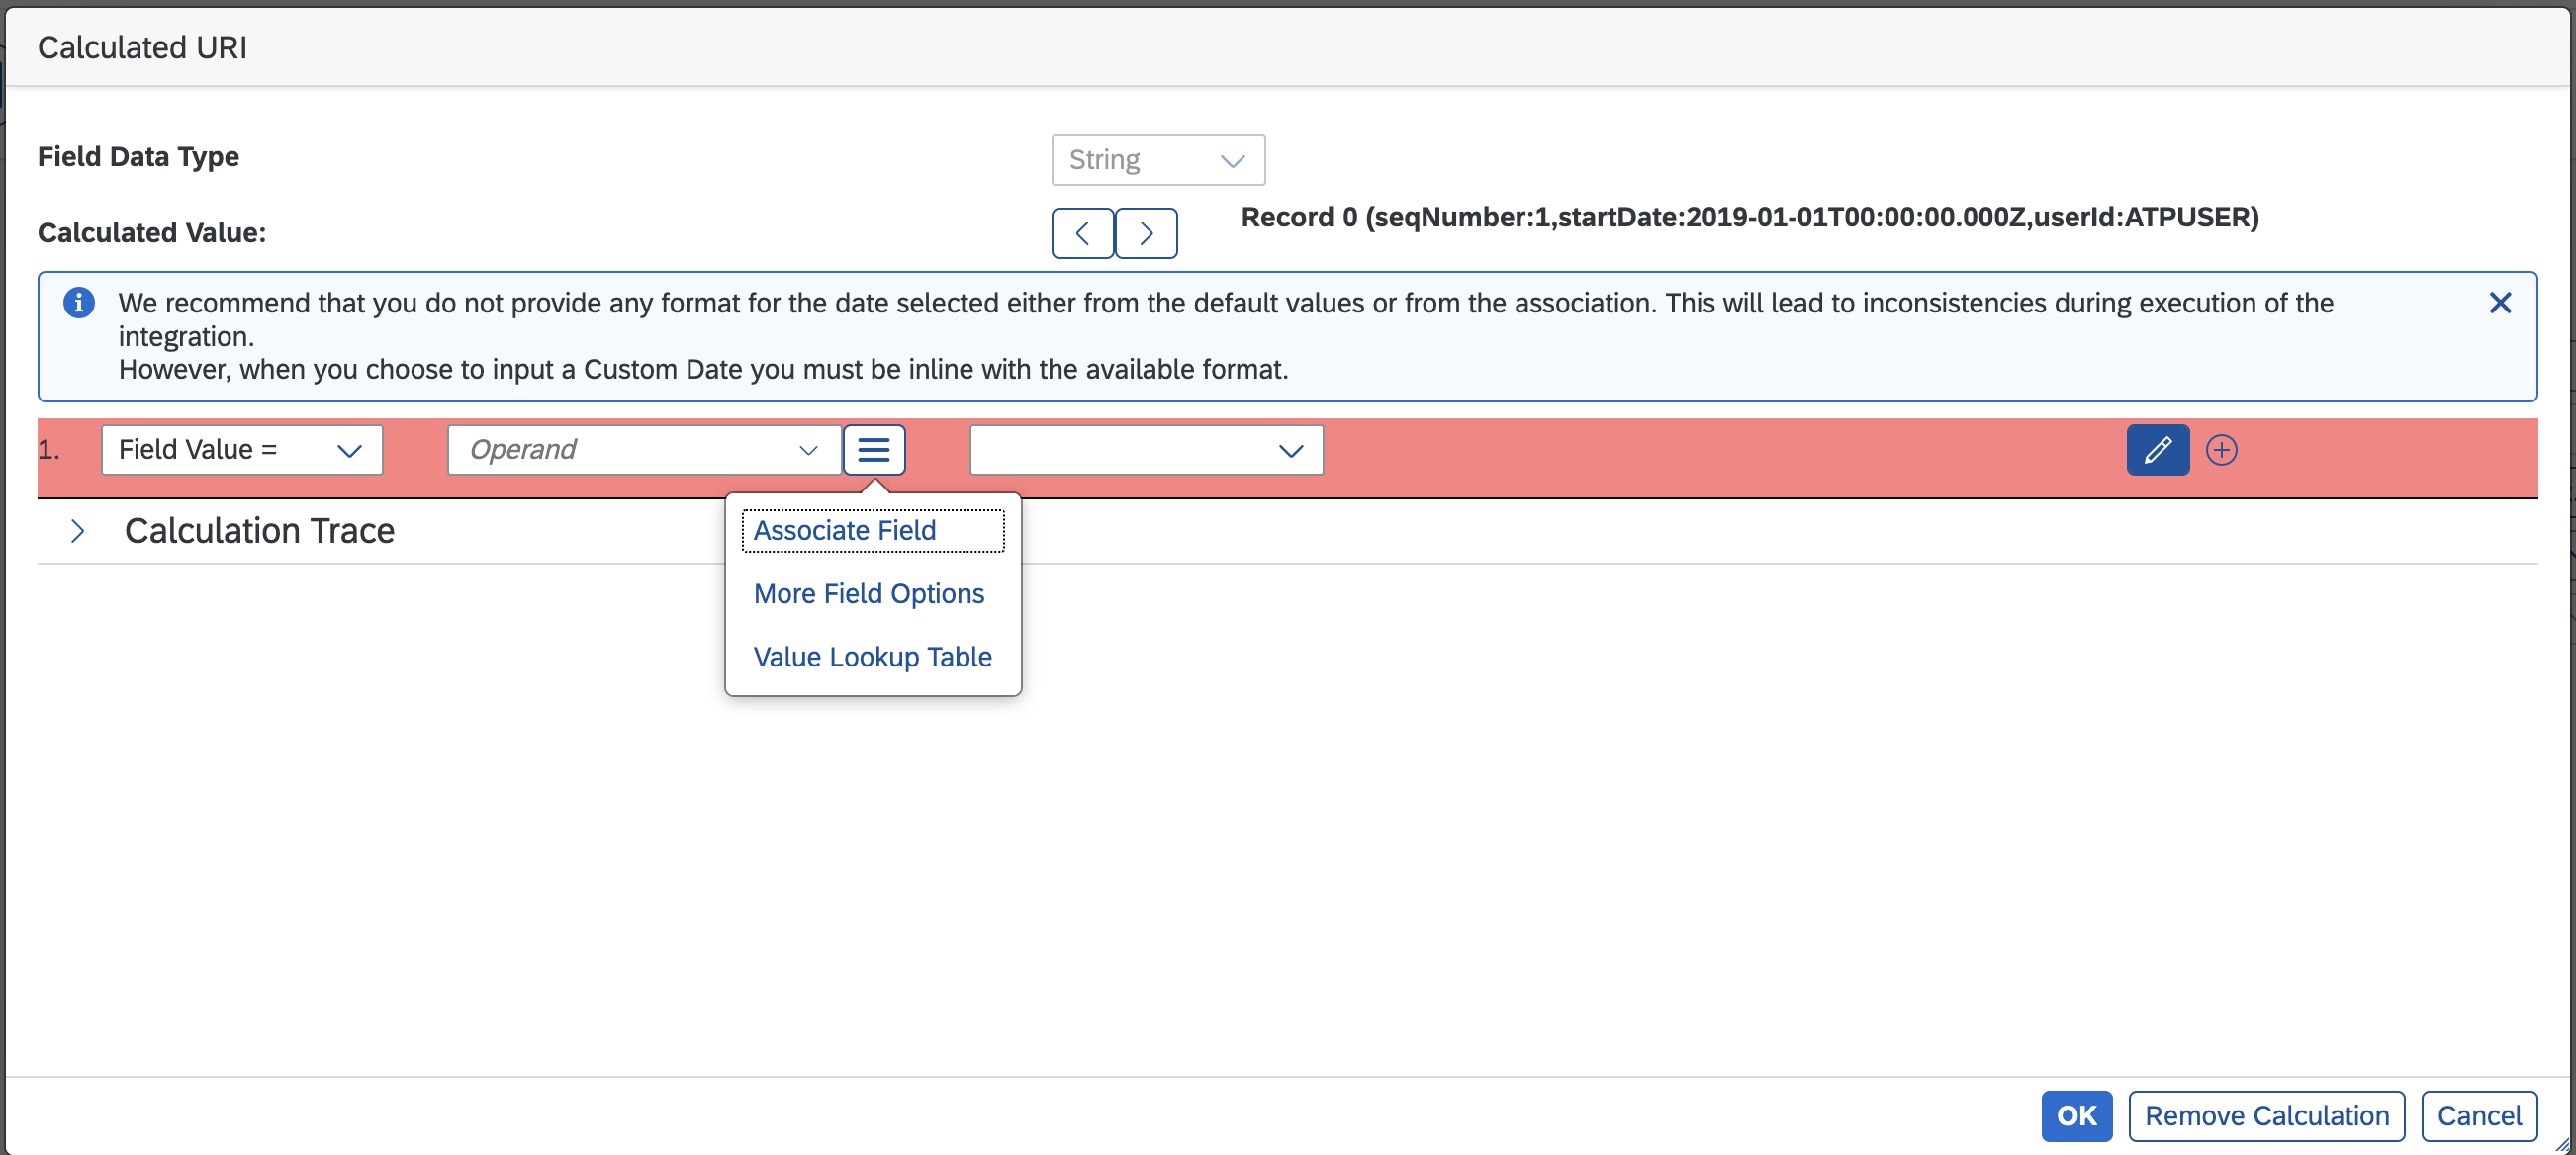 Calculated URI
Field Data Type
String
Calculated Value:
Record 0 (seqNumber:1,startDate:2019-01-01T00:00:00.000Z,userId:ATPUSER)
We recommend that you do not provide any format for the date selected either from the default values or from the association. This will lead to inconsistencies during execution of the
integration.
However, when you choose to input a Custom Date you must be inline with the available format.
1. Field Value = Operand
Calculation Trace
Associate Field
More Field Options
Value Lookup Table
OK Remove Calculation Cancel